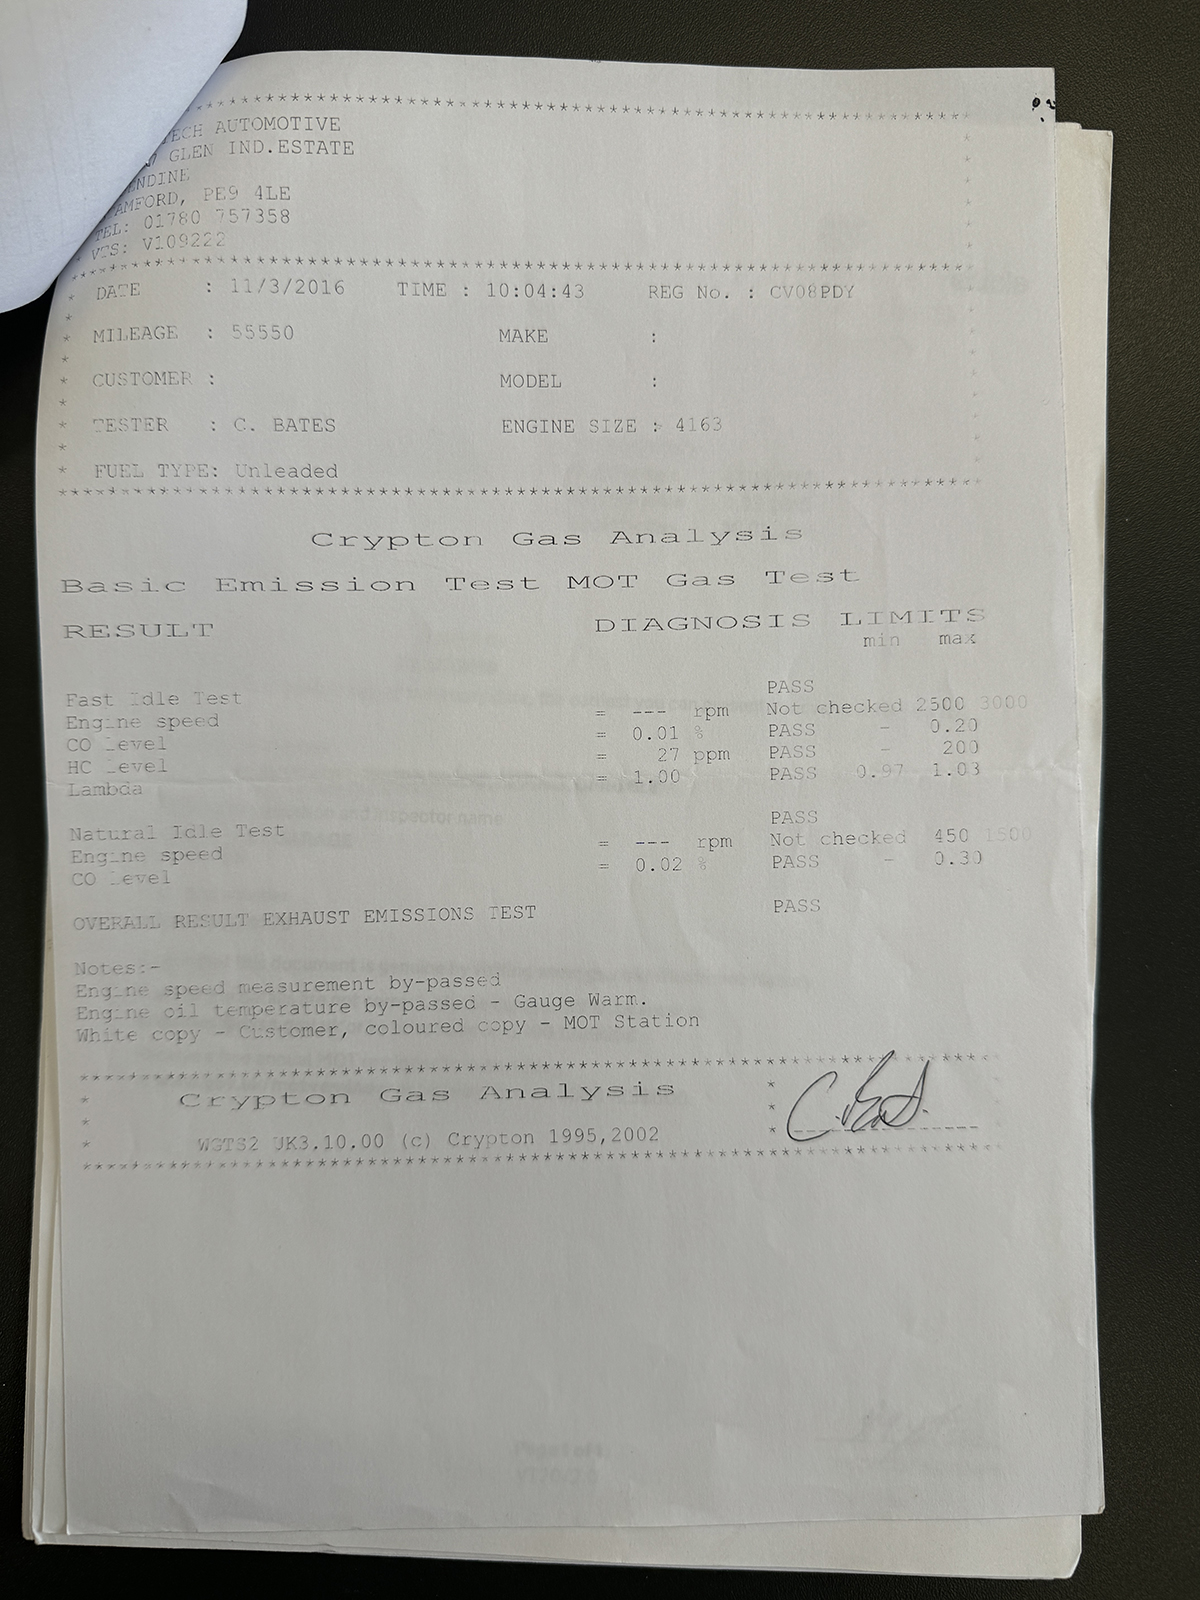 TECH AUTOMOTIVE
GLEN IND.ESTATE
ENDINE
AMFORD, PE9 4LE
TEL: 01780 757358
VTS: V109222
DATE : 11/3/2016 TIME : 10:04:43 REG No. : CV08PDY
MILEAGE : 55550 MAKE :
CUSTOMER : MODEL :
TESTER : C. BATES ENGINE SIZE : 4163
FUEL TYPE: Unleaded
Crypton Gas Analysis
Basic Emission Test MOT Gas Test
RESULT DIAGNOSIS LIMITS
min max
Fast Idle Test PASS
Engine speed = --- rpm Not checked 2500 3000
CO level = 0.01 % PASS - 0.20
HC level = 27 ppm PASS - 200
Lambda = 1.00 PASS 0.97 1.03
Natural Idle Test PASS
Engine speed = --- rpm Not checked 450 1500
CO level = 0.02 % PASS - 0.30
OVERALL RESULT EXHAUST EMISSIONS TEST PASS
Notes:-
Engine speed measurement by-passed
Engine oil temperature by-passed - Gauge Warm.
White copy - Customer, coloured copy - MOT Station
Crypton Gas Analysis
WGTS2 UK3.10.00 (c) Crypton 1995,2002